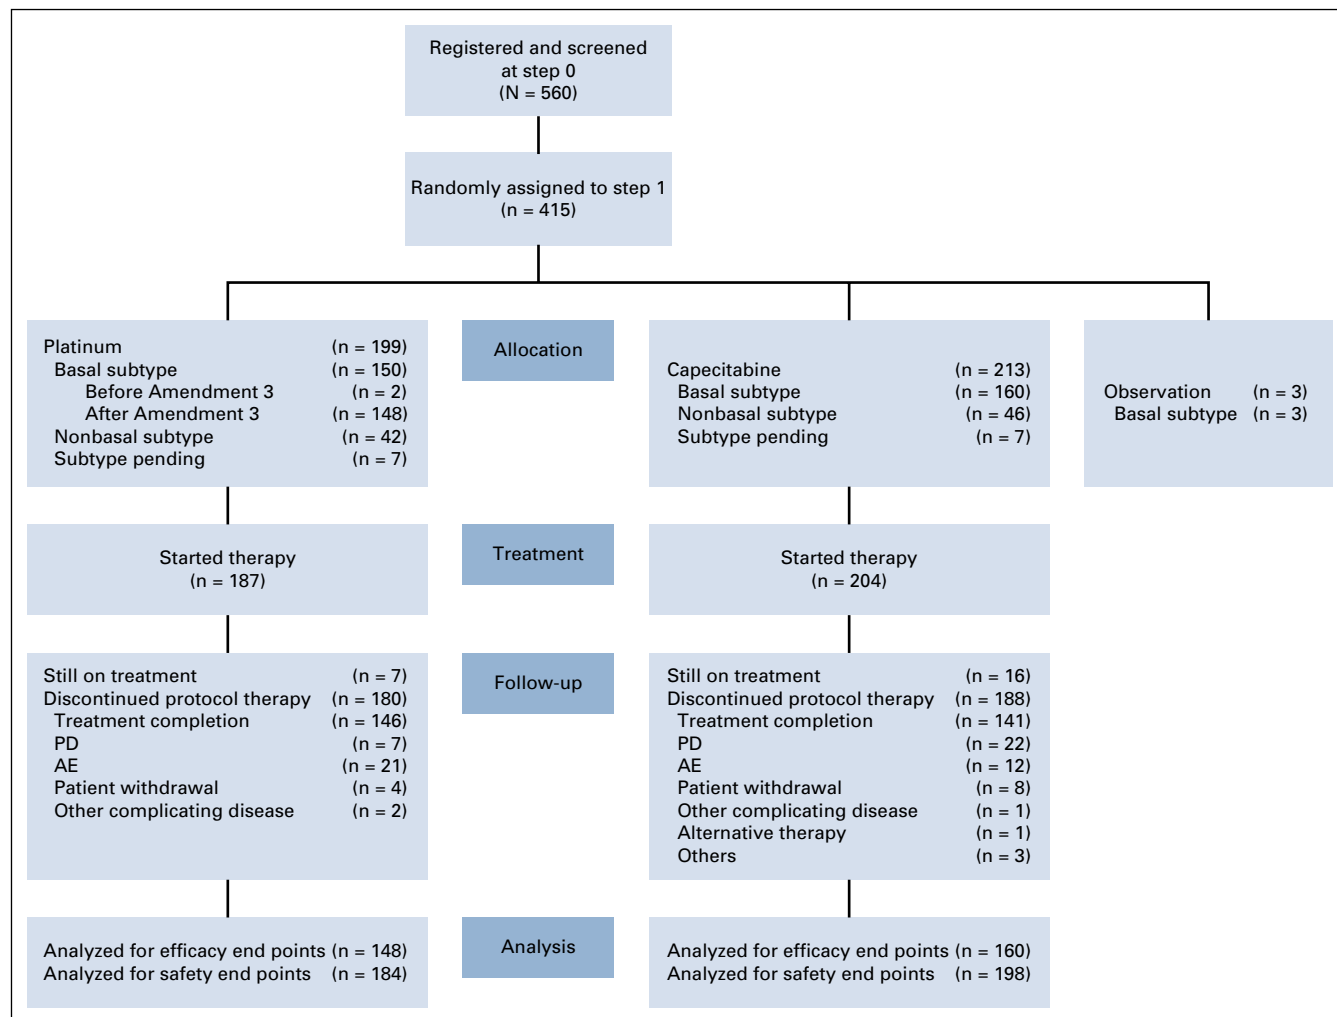 Registered and screened
at step 0
(N = 560)
Randomly assigned to step 1
(n = 415)
Platinum (n = 199)
Basal subtype (n = 150)
Before Amendment 3 (n = 2)
After Amendment 3 (n = 148)
Nonbasal subtype (n = 42)
Subtype pending (n = 7)
Allocation
Capecitabine (n = 213)
Basal subtype (n = 160)
Nonbasal subtype (n = 46)
Subtype pending (n = 7)
Observation (n = 3)
Basal subtype (n = 3)
Started therapy
(n = 187)
Treatment
Started therapy
(n = 204)
Still on treatment (n = 7)
Discontinued protocol therapy (n = 180)
Treatment completion (n = 146)
PD (n = 7)
AE (n = 21)
Patient withdrawal (n = 4)
Other complicating disease (n = 2)
Follow-up
Still on treatment (n = 16)
Discontinued protocol therapy (n = 188)
Treatment completion (n = 141)
PD (n = 22)
AE (n = 12)
Patient withdrawal (n = 8)
Other complicating disease (n = 1)
Alternative therapy (n = 1)
Others (n = 3)
Analyzed for efficacy end points (n = 148)
Analyzed for safety end points (n = 184)
Analysis
Analyzed for efficacy end points (n = 160)
Analyzed for safety end points (n = 198)